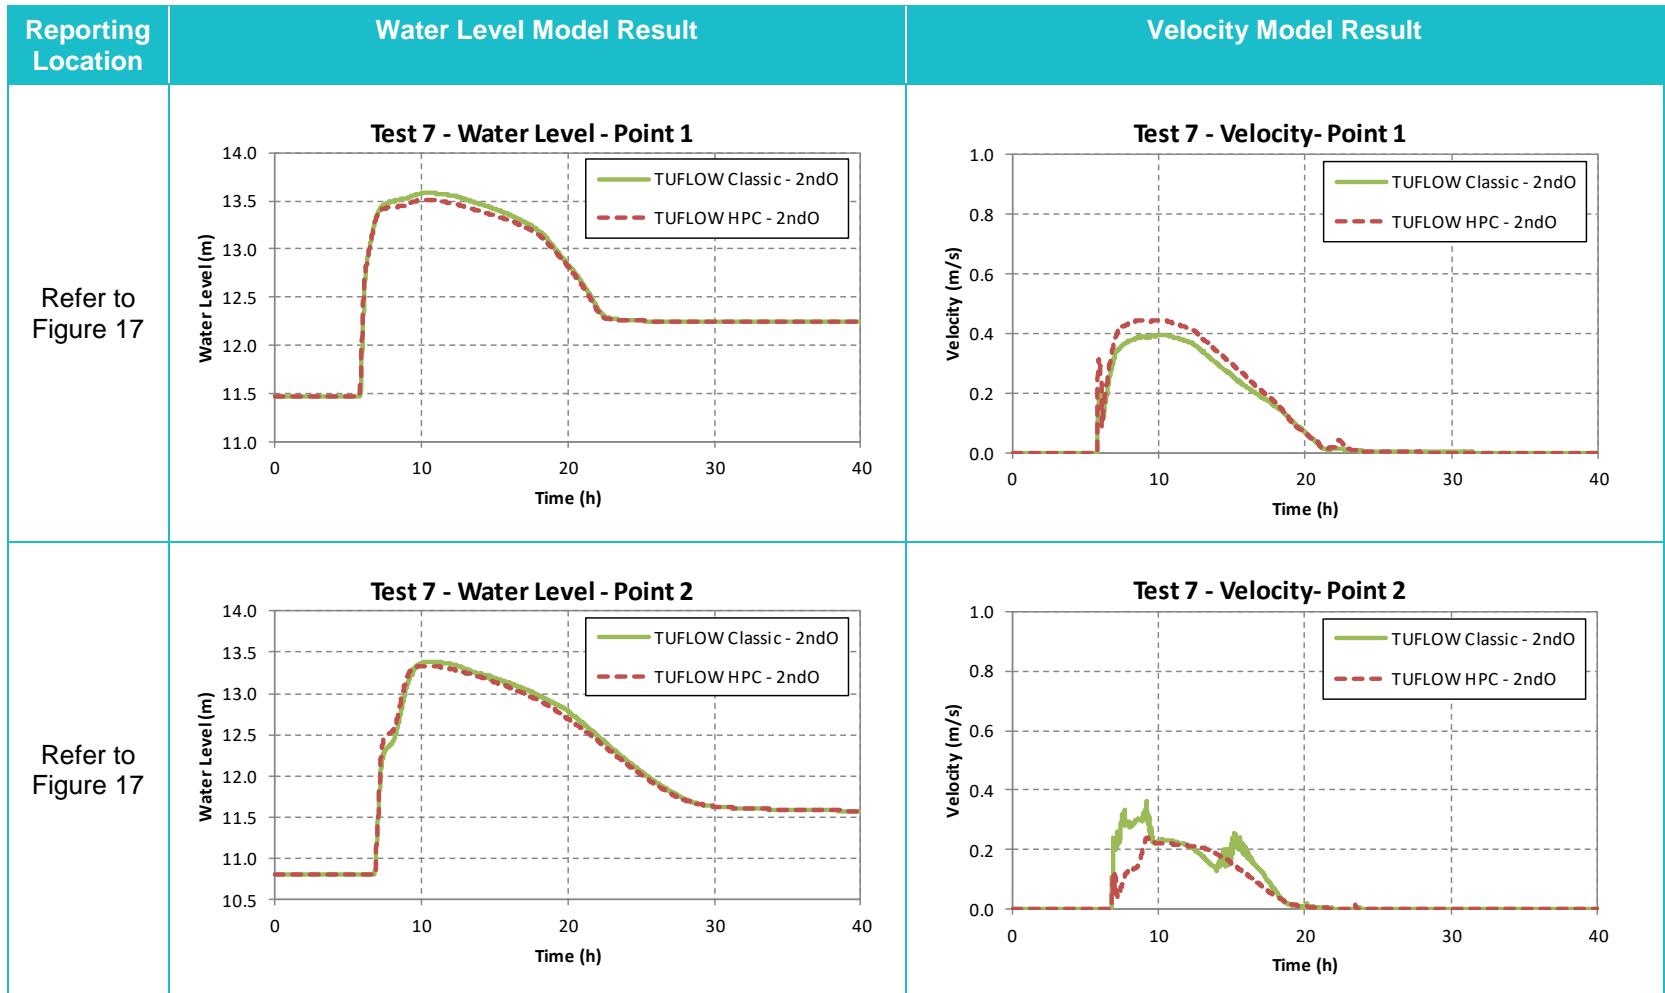 Reporting
Location
Water Level Model Result
Velocity Model Result
Refer to
Figure 17
Test 7 - Water Level - Point 1
14.0
13.5
13.0
12.5
12.0
11.5
11.0
Water Level (m)
TUFLOW Classic - 2ndO
TUFLOW HPC - 2ndO
0 10 20 30 40
Time (h)
Test 7 - Velocity- Point 1
1.0
0.8
0.6
0.4
0.2
0.0
Velocity (m/s)
TUFLOW Classic - 2ndO
TUFLOW HPC - 2ndO
0 10 20 30 40
Time (h)
Refer to
Figure 17
Test 7 - Water Level - Point 2
14.0
13.5
13.0
12.5
12.0
11.5
11.0
10.5
Water Level (m)
TUFLOW Classic - 2ndO
TUFLOW HPC - 2ndO
0 10 20 30 40
Time (h)
Test 7 - Velocity- Point 2
1.0
0.8
0.6
0.4
0.2
0.0
Velocity (m/s)
TUFLOW Classic - 2ndO
TUFLOW HPC - 2ndO
0 10 20 30 40
Time (h)